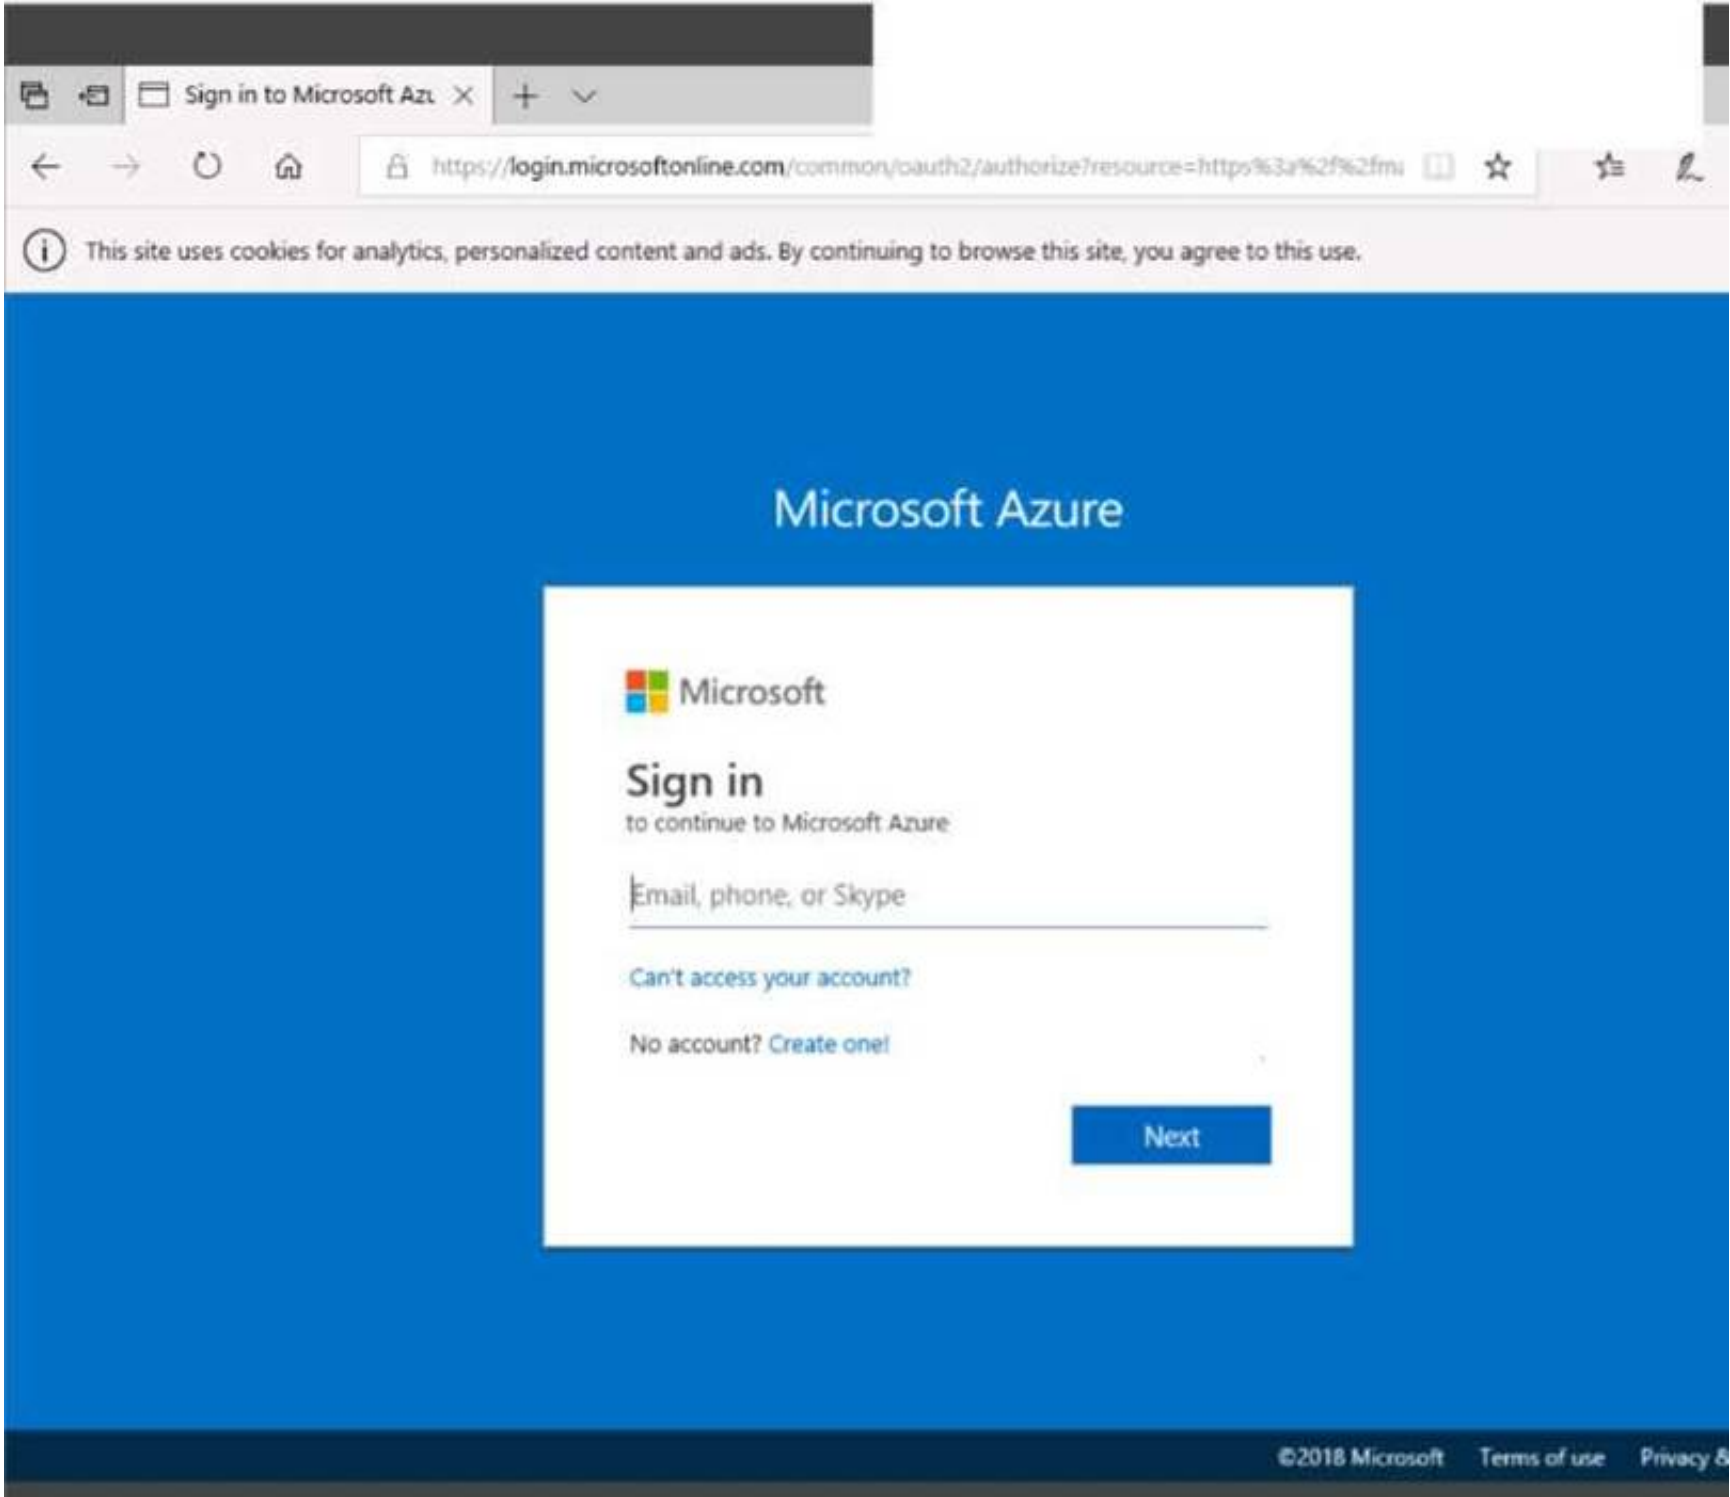 Sign in to Microsoft Azu
https://login.microsoftonline.com/common/oauth2/authorize?resource=https%3a%2f%2fma
This site uses cookies for analytics, personalized content and ads. By continuing to browse this site, you agree to this use.
Microsoft Azure
Microsoft
Sign in
to continue to Microsoft Azure
Email, phone, or Skype
Can't access your account?
No account? Create one!
Next
©2018 Microsoft Terms of use Privacy &